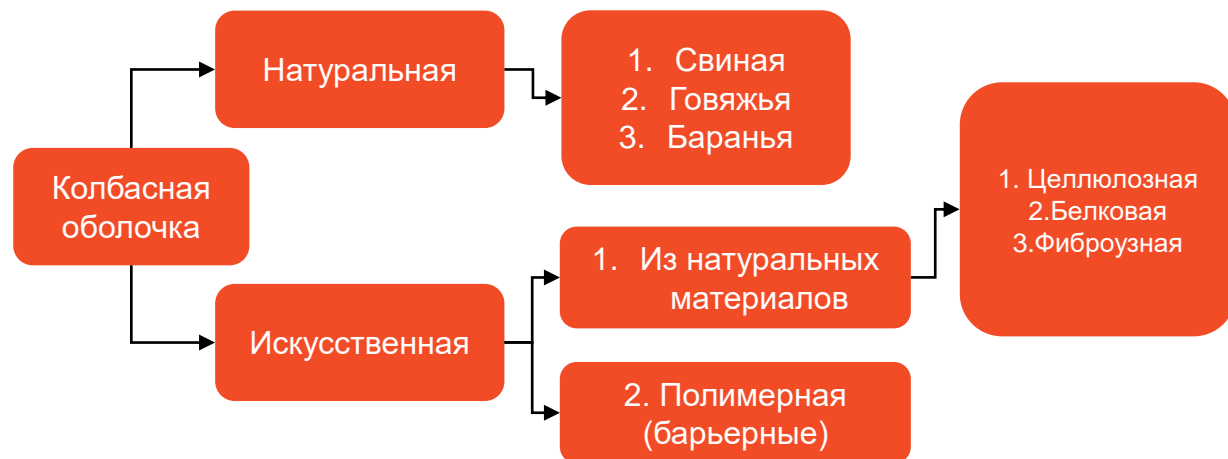 Колбасная
оболочка
Натуральная
1. Свиная
2. Говяжья
3. Баранья
Искусственная
1. Из натуральных
материалов
1. Целлюлозная
2.Белковая
3.Фиброузная
2. Полимерная
(барьерные)